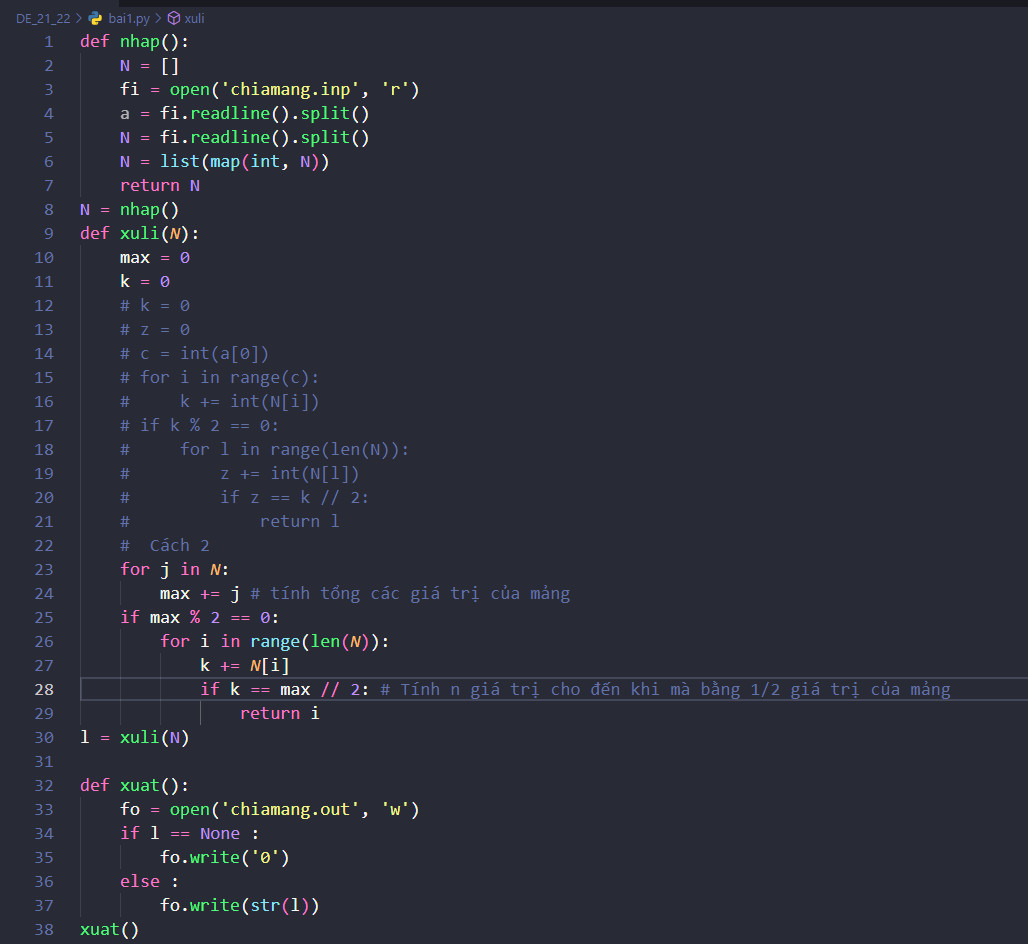 DE_21_22 > bai1.py > xuli
1 def nhap():
2     N = []
3     fi = open('chiamang.inp', 'r')
4     a = fi.readline().split()
5     N = fi.readline().split()
6     N = list(map(int, N))
7     return N
8 N = nhap()
9 def xuli(N):
10     max = 0
11     k = 0
12     # k = 0
13     # z = 0
14     # c = int(a[0])
15     # for i in range(c):
16     #     k += int(N[i])
17     # if k % 2 == 0:
18     #     for l in range(len(N)):
19     #         z += int(N[l])
20     #         if z == k // 2:
21     #             return l
22     #  Cách 2
23     for j in N:
24         max += j # tính tổng các giá trị của mảng
25     if max % 2 == 0:
26         for i in range(len(N)):
27             k += N[i]
28             if k == max // 2: # Tính n giá trị cho đến khi mà bằng 1/2 giá trị của mảng
29                 return i
30 l = xuli(N)
31
32 def xuat():
33     fo = open('chiamang.out', 'w')
34     if l == None :
35         fo.write('0')
36     else :
37         fo.write(str(l))
38 xuat()